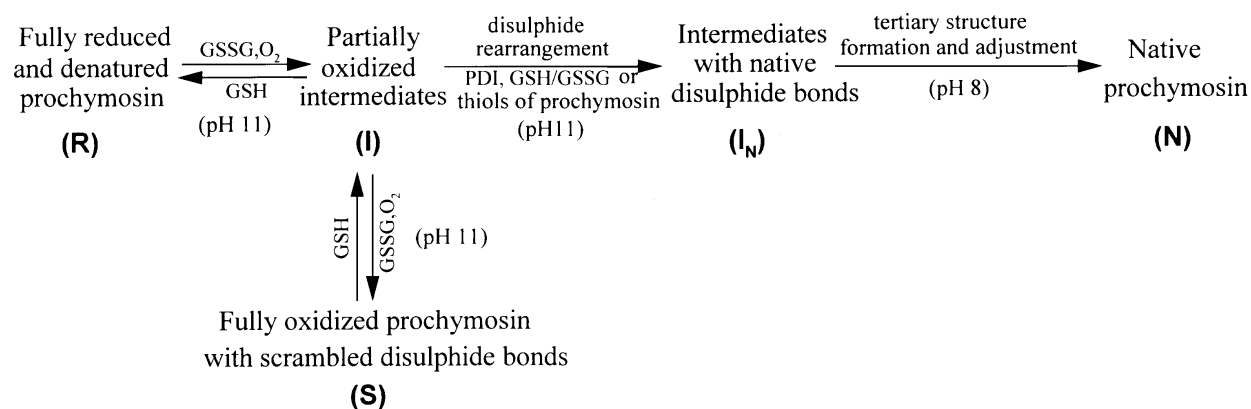 Fully reduced
and denatured
prochymosin
(R)
GSSG,O2
GSH
(pH 11)
Partially
oxidized
intermediates
(I)
disulphide
rearrangement
PDI, GSH/GSSG or
thiols of prochymosin
(pH11)
Intermediates
with native
disulphide bonds
(IN)
tertiary structure
formation and adjustment
(pH 8)
Native
prochymosin
(N)
GSH
GSSG,O2
(pH 11)
Fully oxidized prochymosin
with scrambled disulphide bonds
(S)